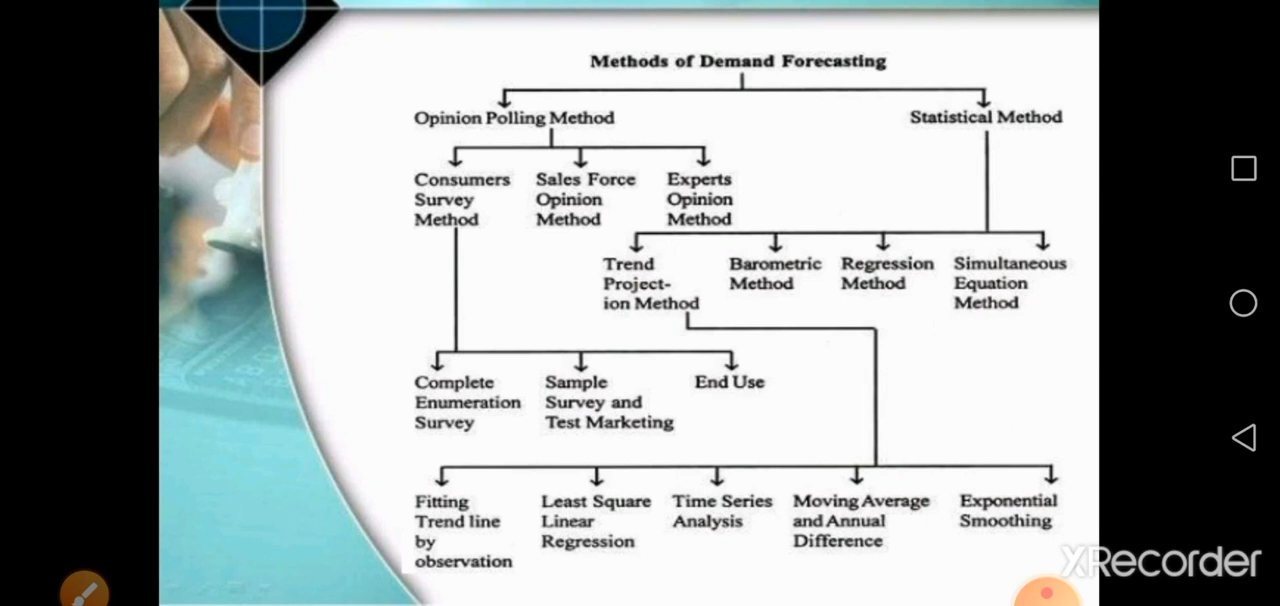 Methods of Demand Forecasting
Opinion Polling Method
Statistical Method
Consumers
Survey
Method
Sales Force
Opinion
Method
Experts
Opinion
Method
Trend
Project-
ion Method
Barometric
Method
Regression
Method
Simultaneous
Equation
Method
Complete
Enumeration
Survey
Sample
Survey and
Test Marketing
End Use
Fitting
Trend line
by
observation
Least Square
Linear
Regression
Time Series
Analysis
Moving Average
and Annual
Difference
Exponential
Smoothing
XRecorder